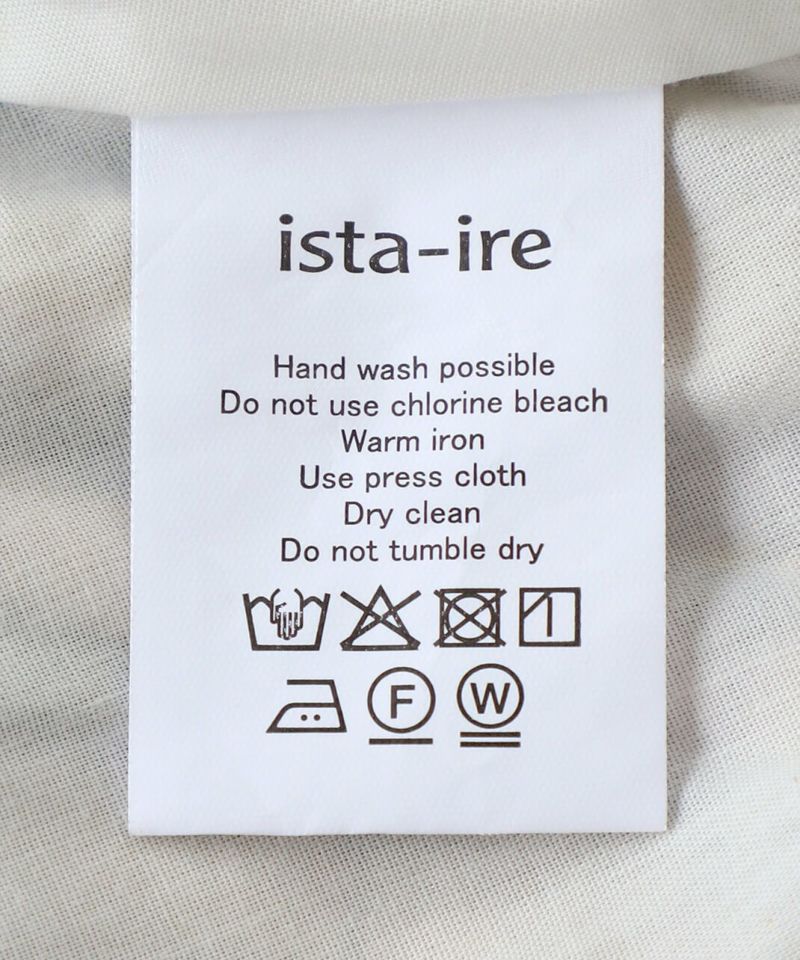 ista-ire
Hand wash possible
Do not use chlorine bleach
Warm iron
Use press cloth
Dry clean
Do not tumble dry
F W